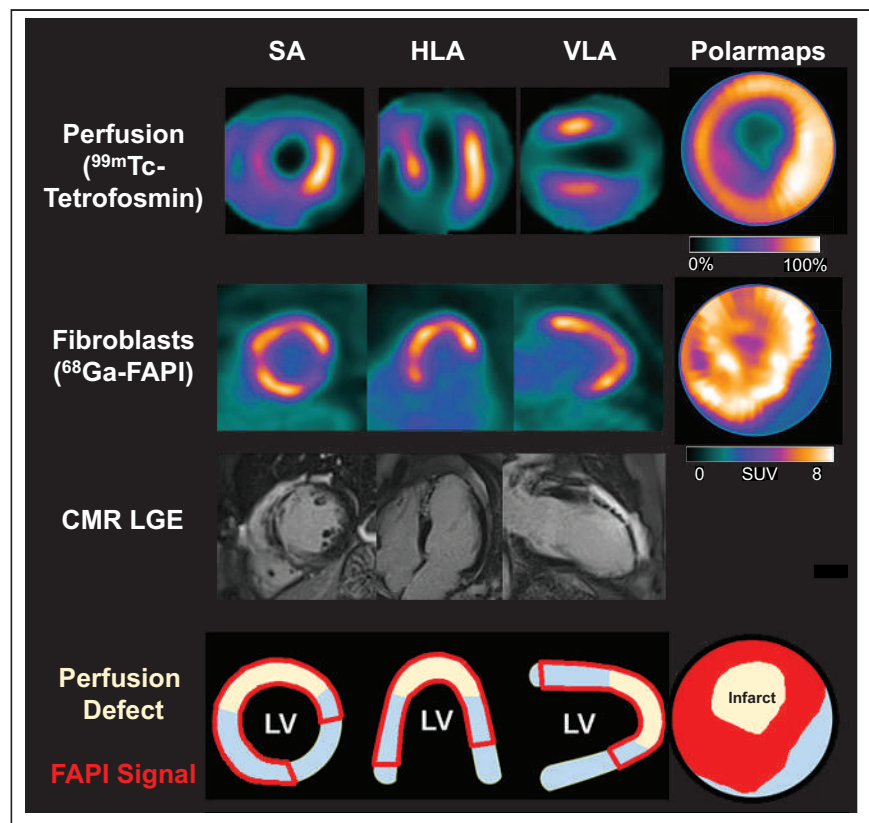 SA HLA VLA Polarmaps
Perfusion
(⁹⁹ᵐTc-
Tetrofosmin)
0% 100%
Fibroblasts
(⁶⁸Ga-FAPI)
0 SUV 8
CMR LGE
Perfusion
Defect
FAPI Signal
LV LV LV Infarct